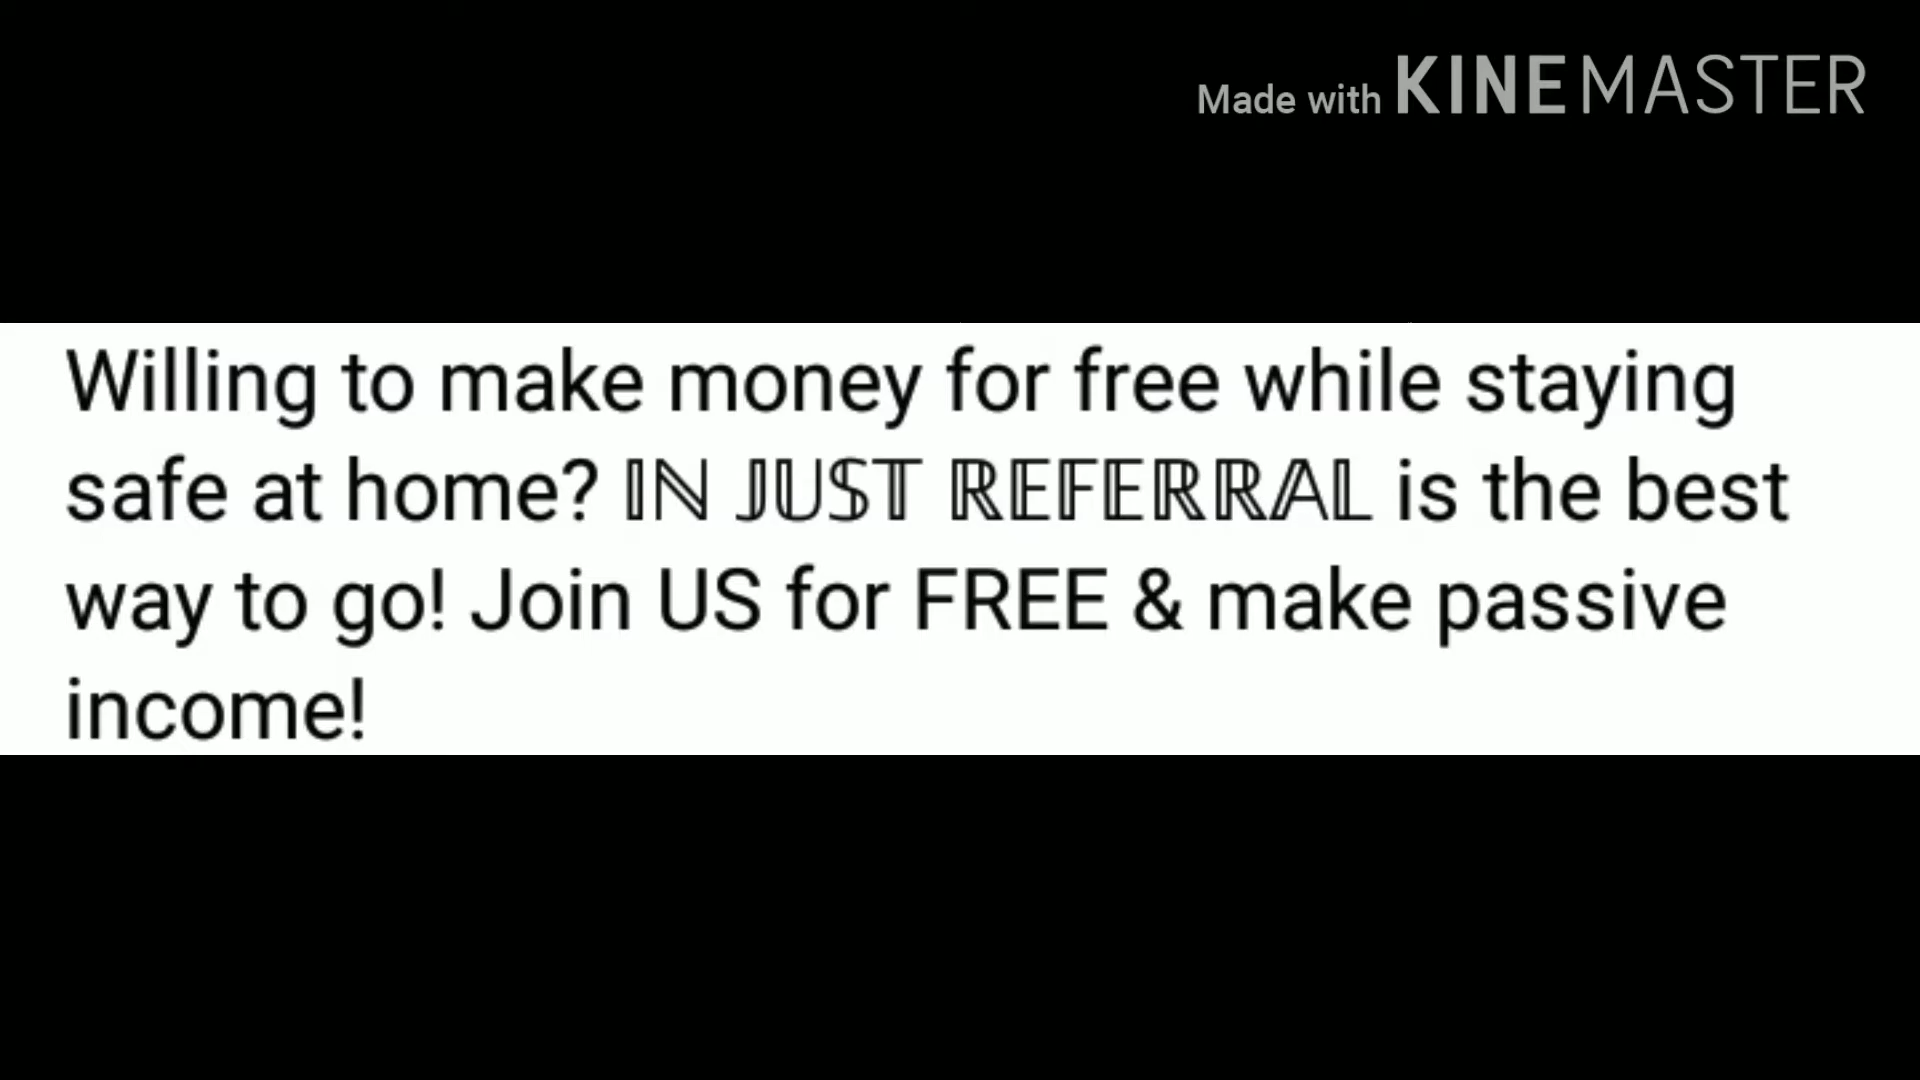 Made with KINEMASTER
Willing to make money for free while staying
safe at home? 𝕀ℕ 𝕁𝕌𝕊𝕋 ℝ𝔼𝔽𝔼ℝℝ𝔸𝕃 is the best
way to go! Join US for FREE & make passive
income!